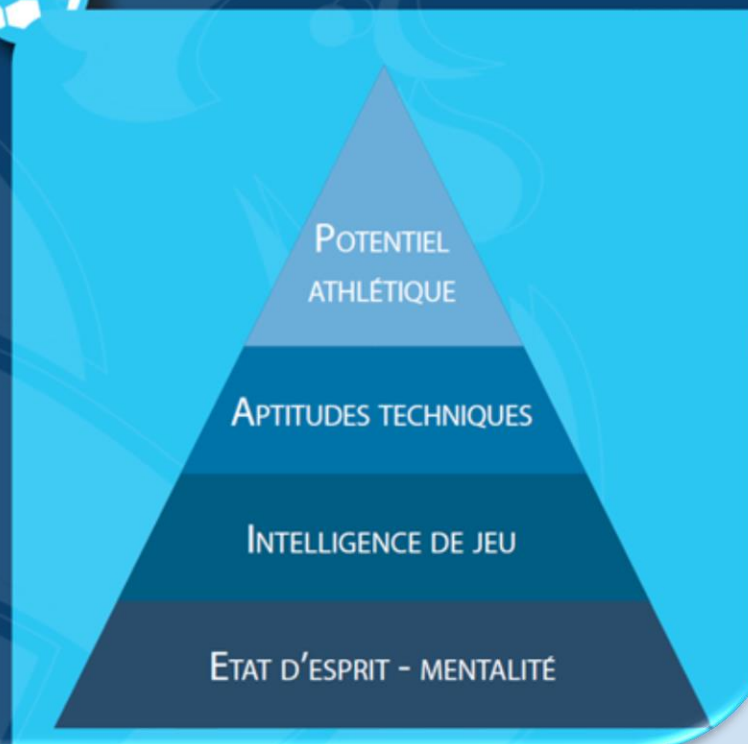 POTENTIEL
ATHLÉTIQUE
APTITUDES TECHNIQUES
INTELLIGENCE DE JEU
ETAT D'ESPRIT - MENTALITÉ